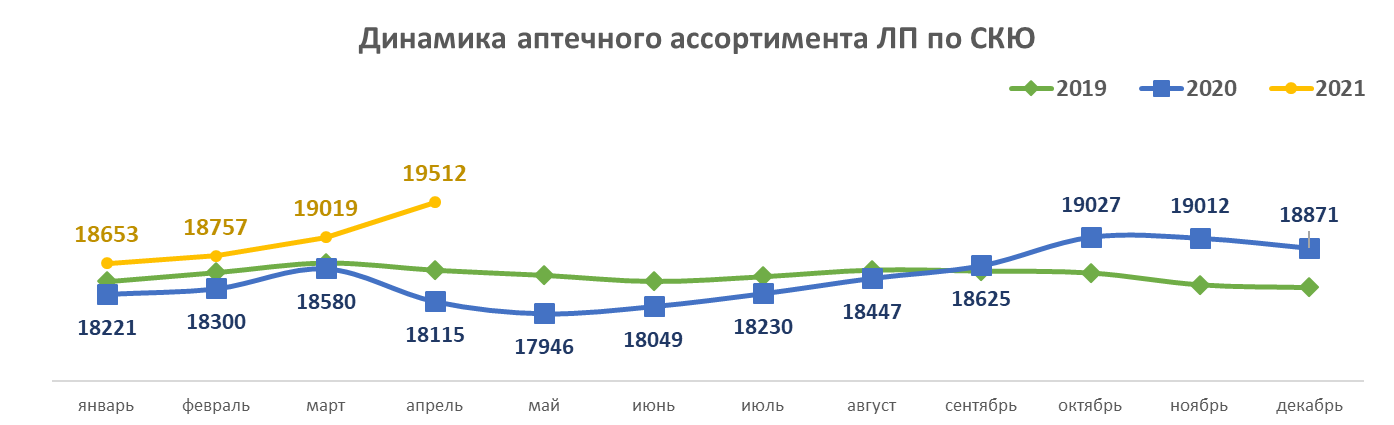 Динамика аптечного ассортимента ЛП по СКЮ
2019 2020 2021
18653 18757 19019 19512
18221 18300 18580 18115 17946 18049 18230 18447 18625 19027 19012 18871
январь февраль март апрель май июнь июль август сентябрь октябрь ноябрь декабрь